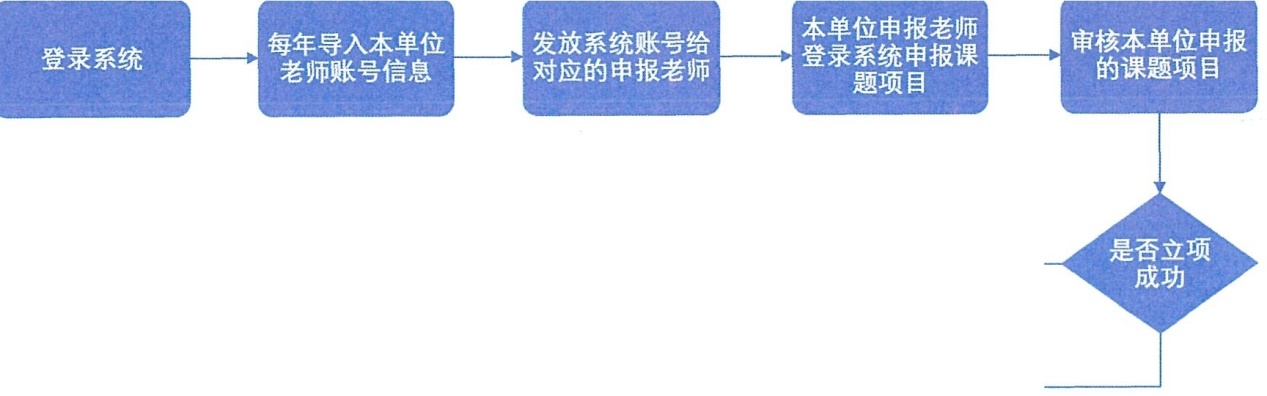 登录系统
每年导入本单位
老师账号信息
发放系统账号给
对应的申报老师
本单位申报老师
登录系统申报课
题项目
审核本单位申报
的课题项目
是否立项
成功